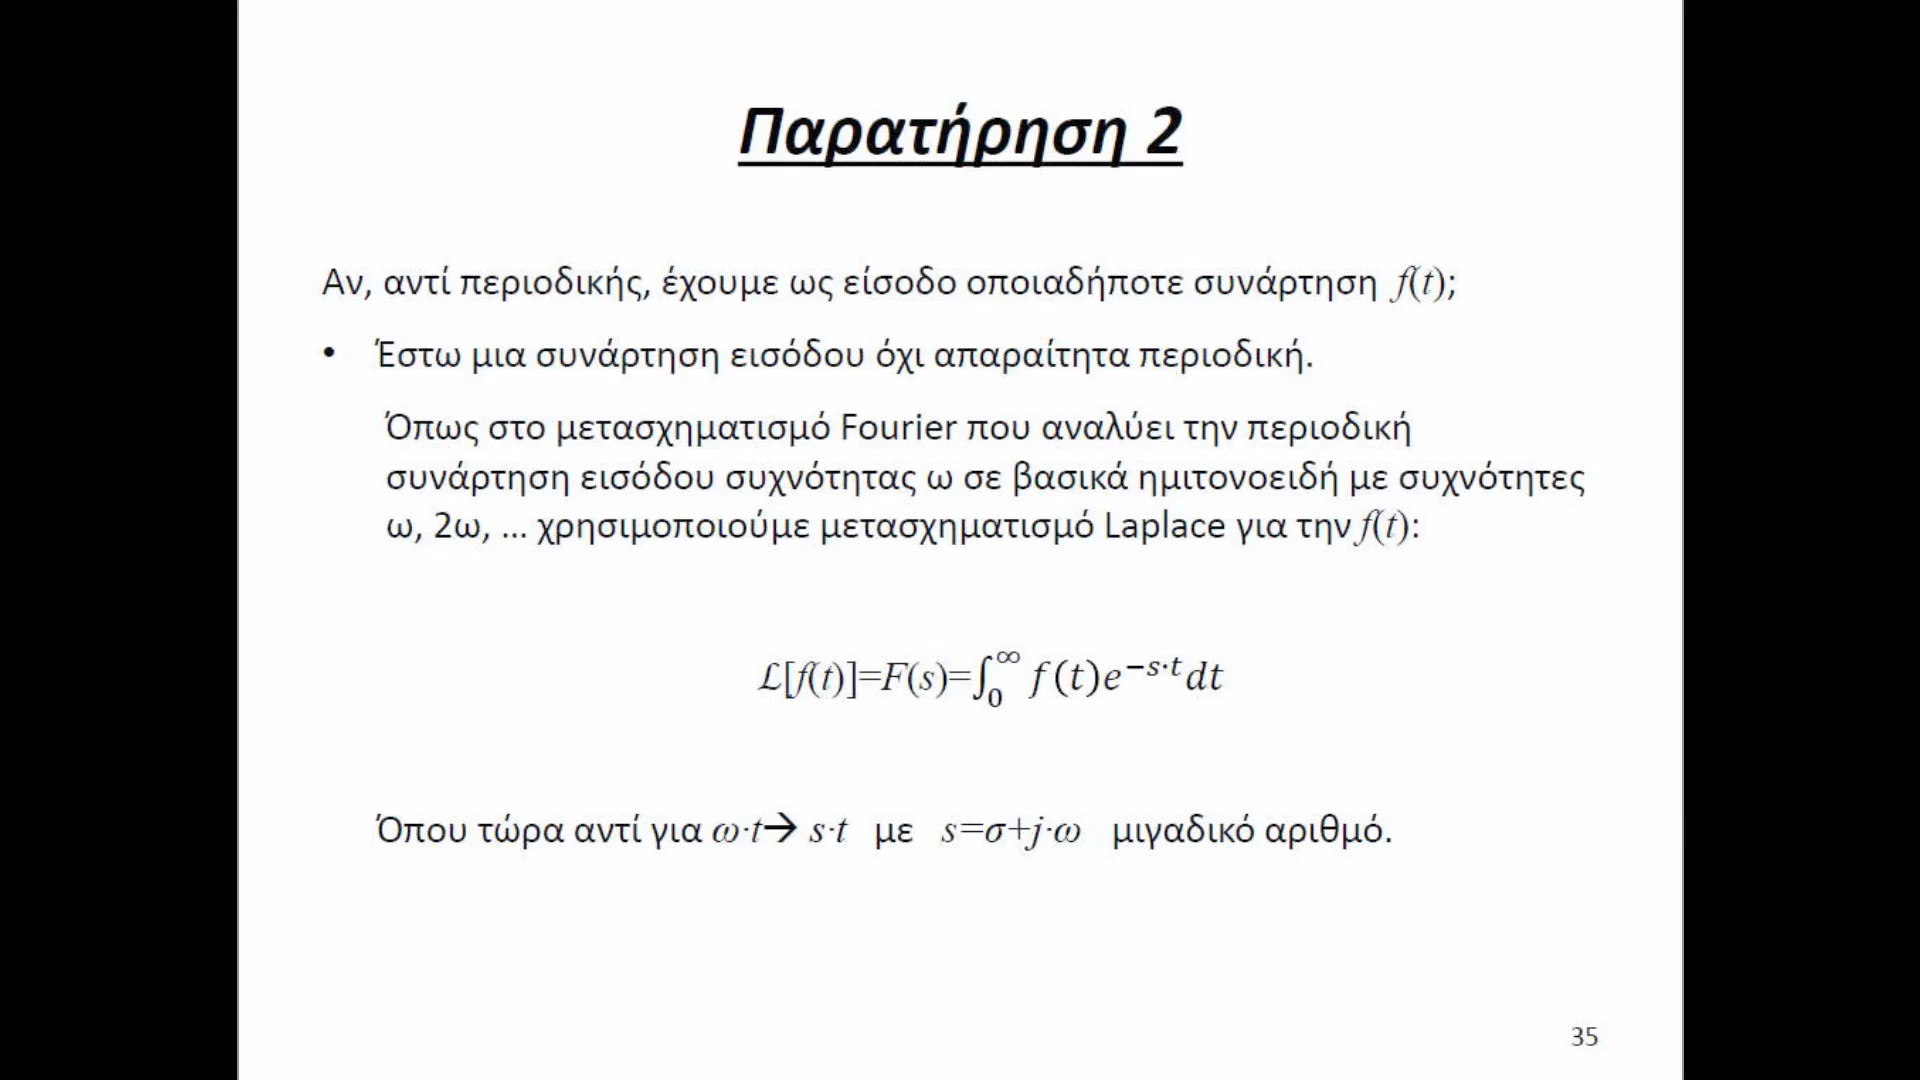 Παρατήρηση 2
Αν, αντί περιοδικής, έχουμε ως είσοδο οποιαδήποτε συνάρτηση f(t);
• Έστω μια συνάρτηση εισόδου όχι απαραίτητα περιοδική.
Όπως στο μετασχηματισμό Fourier που αναλύει την περιοδική
συνάρτηση εισόδου συχνότητας ω σε βασικά ημιτονοειδή με συχνότητες
ω, 2ω, ... χρησιμοποιούμε μετασχηματισμό Laplace για την f(t):
ℒ[f(t)]=F(s)=∫₀^∞ f(t)e^{−s·t}dt
Όπου τώρα αντί για ω·t→ s·t με s=σ+j·ω μιγαδικό αριθμό.
35